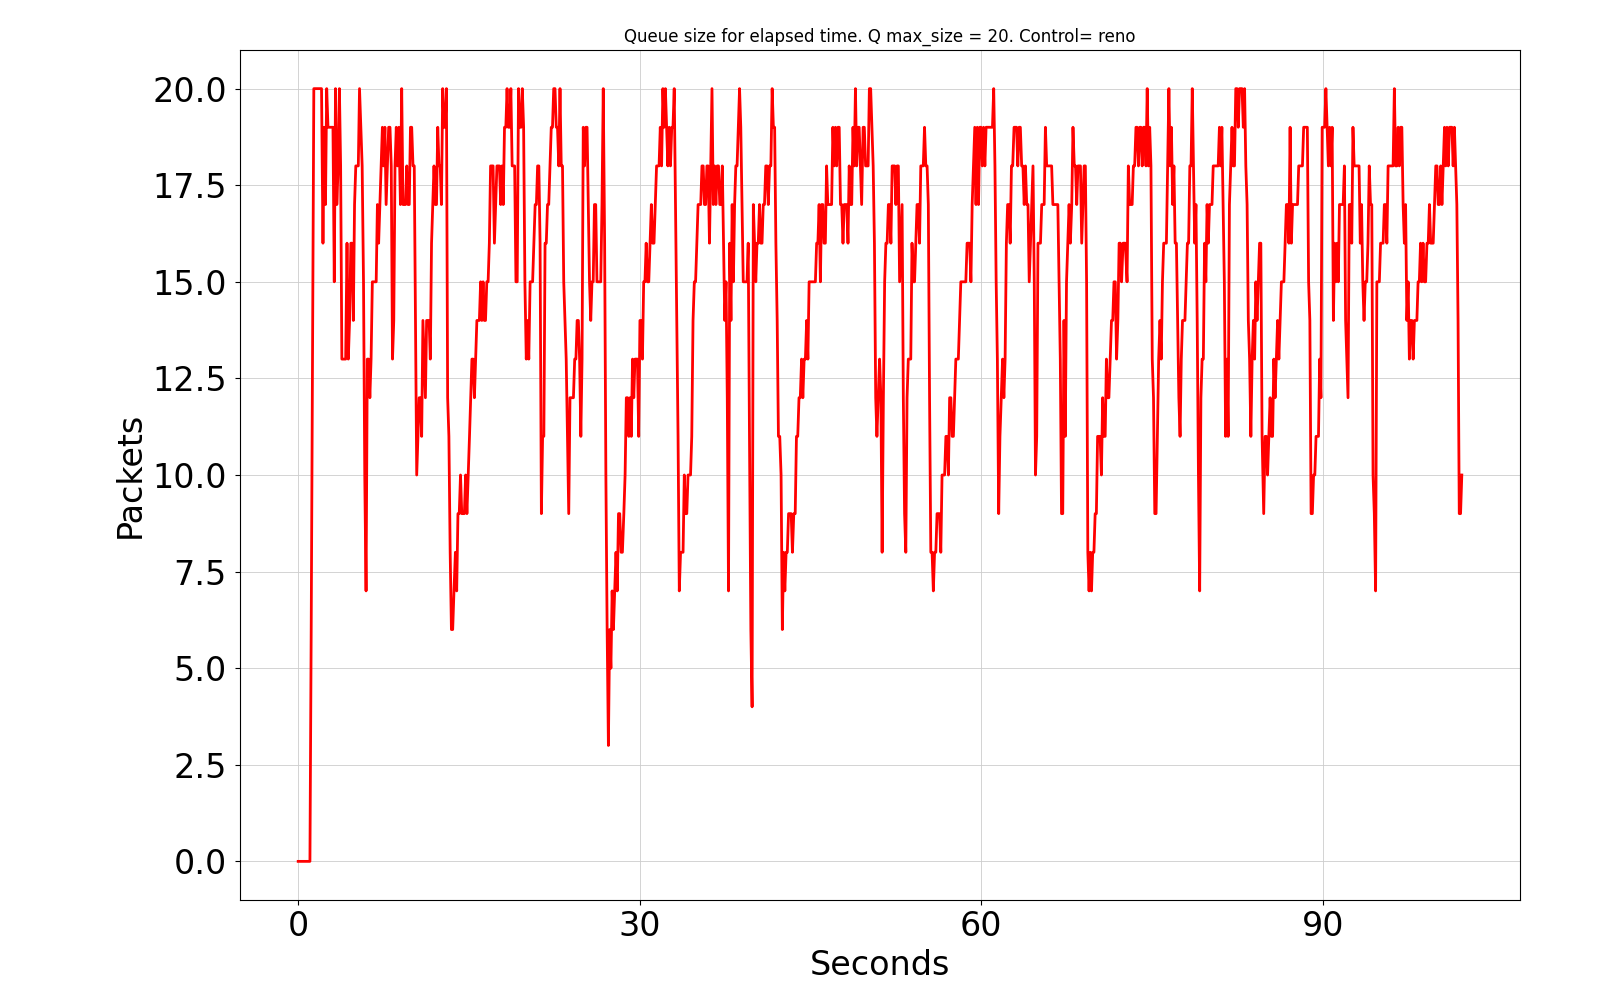 Queue size for elapsed time. Q max_size = 20. Control= reno
20.0
17.5
15.0
12.5
10.0
7.5
5.0
2.5
0.0
Packets
0 30 60 90
Seconds